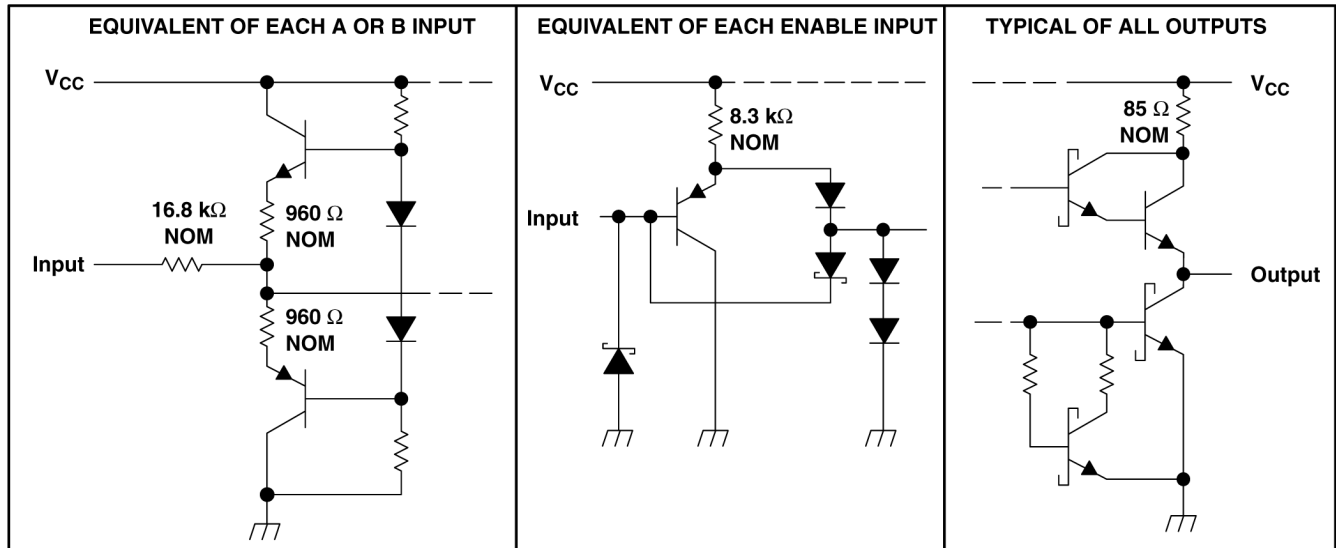 EQUIVALENT OF EACH A OR B INPUT
VCC
16.8 kΩ
NOM
960 Ω
NOM
Input
960 Ω
NOM
EQUIVALENT OF EACH ENABLE INPUT
VCC
8.3 kΩ
NOM
Input
TYPICAL OF ALL OUTPUTS
VCC
85 Ω
NOM
Output